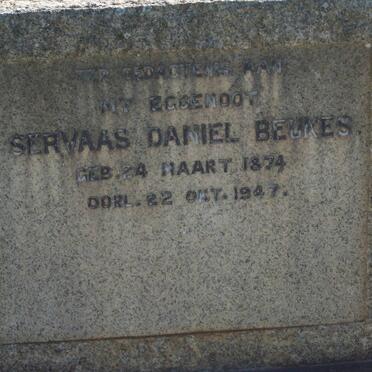 TER GEDAGTENIS AAN
MY EGGENOOT
SERVAAS DANIEL BEUKES.
GEB. 24 MAART 1874
OORL. 22 OKT. 1947.